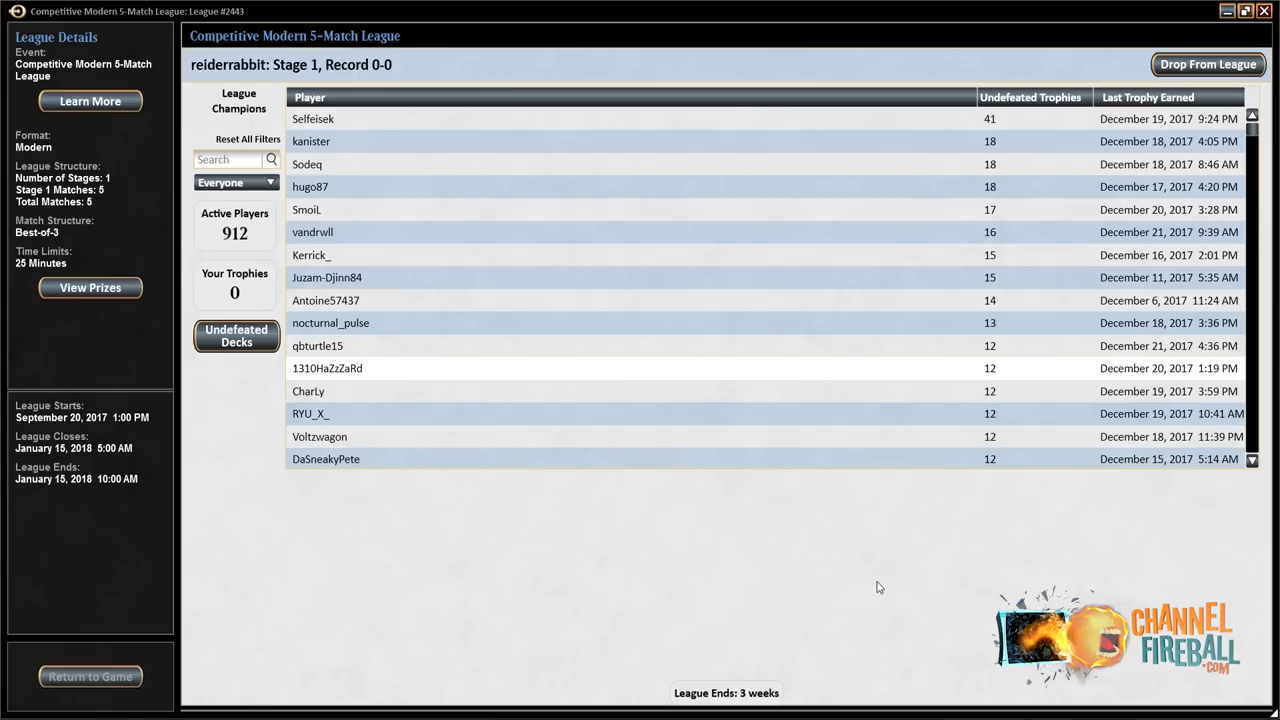 Competitive Modern 5-Match League: League #2443
League Details
Event:
Competitive Modern 5-Match
League
Learn More
Format:
Modern
League Structure:
Number of Stages: 1
Stage 1 Matches: 5
Total Matches: 5
Match Structure:
Best-of-3
Time Limits:
25 Minutes
View Prizes
League Starts:
September 20, 2017 1:00 PM
League Closes:
January 15, 2018 5:00 AM
League Ends:
January 15, 2018 10:00 AM
Return to Game
Competitive Modern 5-Match League
reiderrabbit: Stage 1, Record 0-0
Drop From League
League
Champions
Reset All Filters
Search
Everyone
Active Players
912
Your Trophies
0
Undefeated
Decks
Player Undefeated Trophies Last Trophy Earned
Selfeisek 41 December 19, 2017 9:24 PM
kanister 18 December 18, 2017 4:05 PM
Sodeq 18 December 18, 2017 8:46 AM
hugo87 18 December 17, 2017 4:20 PM
SmoiL 17 December 20, 2017 3:28 PM
vandrwll 16 December 21, 2017 9:39 AM
Kerrick_ 15 December 16, 2017 2:01 PM
Juzam-Djinn84 15 December 11, 2017 5:35 AM
Antoine57437 14 December 6, 2017 11:24 AM
nocturnal_pulse 13 December 18, 2017 3:36 PM
qbturtle15 12 December 21, 2017 4:36 PM
1310HaZzZaRd 12 December 20, 2017 1:19 PM
CharLy 12 December 19, 2017 3:59 PM
RYU_X_ 12 December 19, 2017 10:41 AM
Voltzwagon 12 December 18, 2017 11:39 PM
DaSneakyPete 12 December 15, 2017 5:14 AM
CHANNEL
FIREBALL
.COM
League Ends: 3 weeks